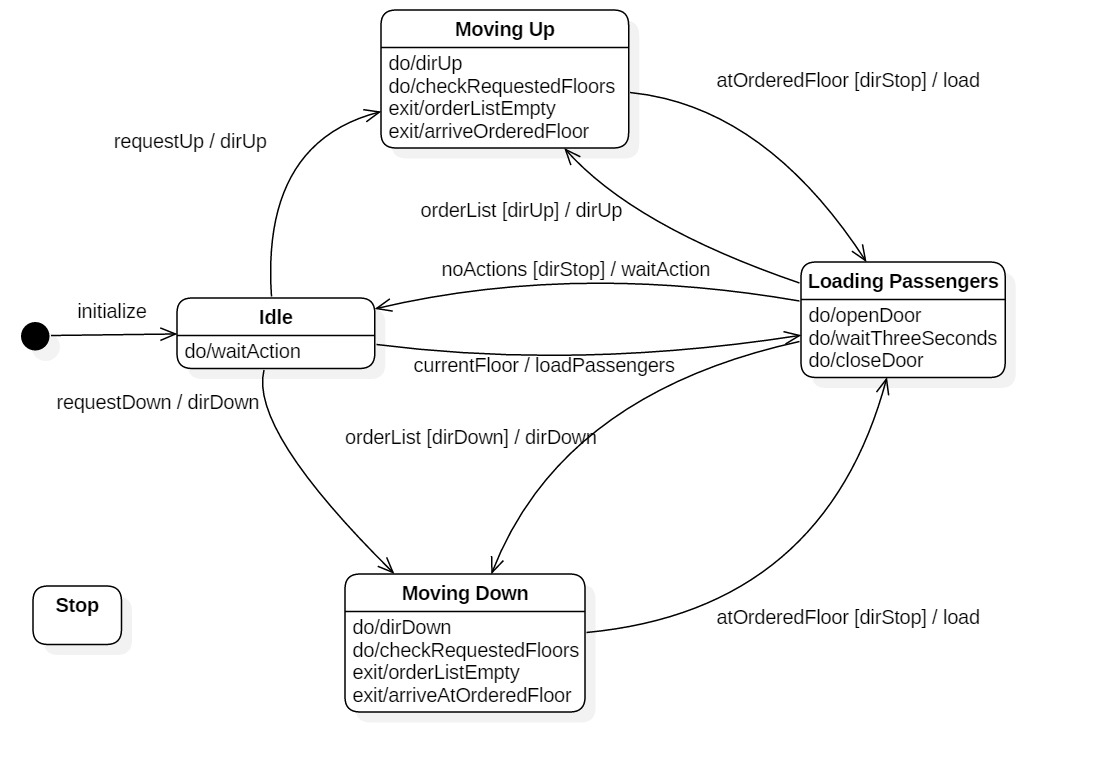 Moving Up
do/dirUp
do/checkRequestedFloors
exit/orderListEmpty
exit/arriveOrderedFloor
atOrderedFloor [dirStop] / load
requestUp / dirUp
orderList [dirUp] / dirUp
noActions [dirStop] / waitAction
Loading Passengers
do/openDoor
do/waitThreeSeconds
do/closeDoor
initialize
Idle
do/waitAction
currentFloor / loadPassengers
requestDown / dirDown
orderList [dirDown] / dirDown
Moving Down
do/dirDown
do/checkRequestedFloors
exit/orderListEmpty
exit/arriveAtOrderedFloor
atOrderedFloor [dirStop] / load
Stop